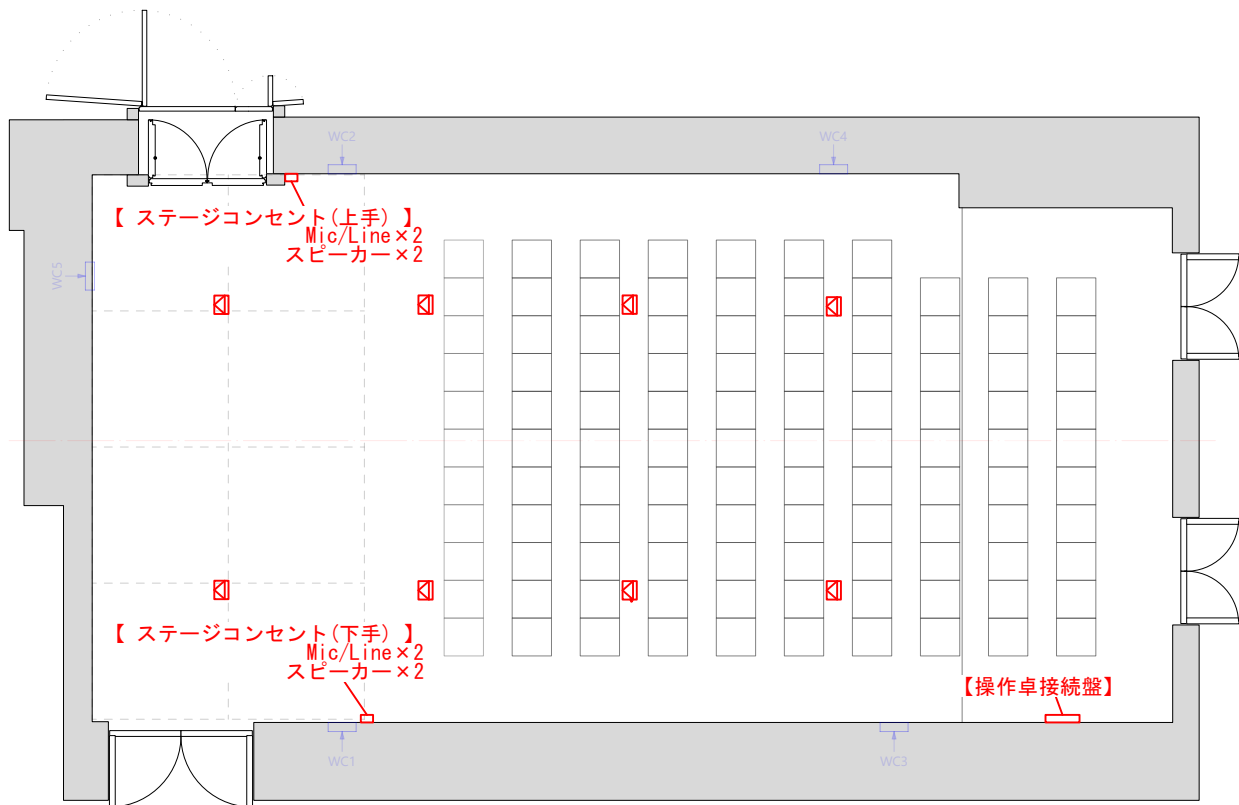 WC2
WC4
【 ステージコンセント(上手) 】
Mic/Line×2
スピーカー×2
WC5
【 ステージコンセント(下手) 】
Mic/Line×2
スピーカー×2
【操作卓接続盤】
WC1
WC3